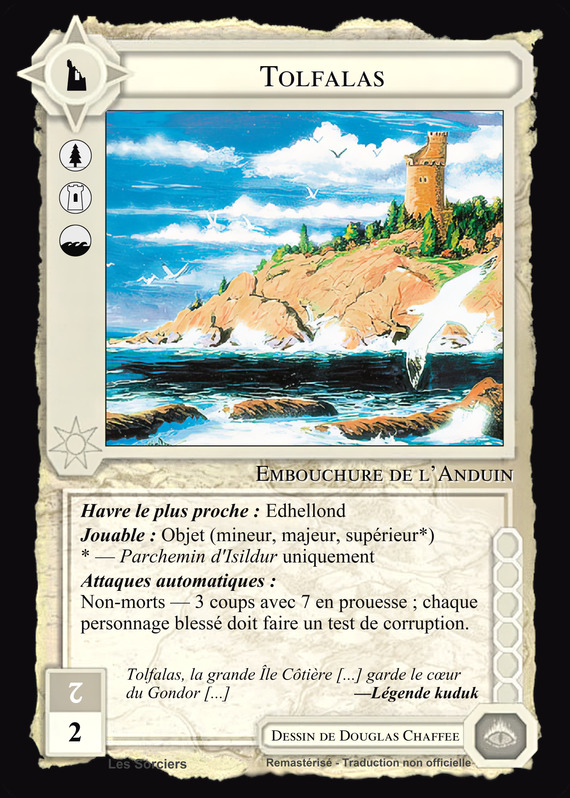 TOLFALAS
EMBOUCHURE DE L'ANDUIN
Havre le plus proche : Edhellond
Jouable : Objet (mineur, majeur, supérieur*)
* — Parchemin d'Isildur uniquement
Attaques automatiques :
Non-morts — 3 coups avec 7 en prouesse ; chaque
personnage blessé doit faire un test de corruption.
Tolfalas, la grande Île Côtière [...] garde le cœur
du Gondor [...] —Légende kuduk
2
2
DESSIN DE DOUGLAS CHAFFEE
Les Sorciers
Remastérisé - Traduction non officielle